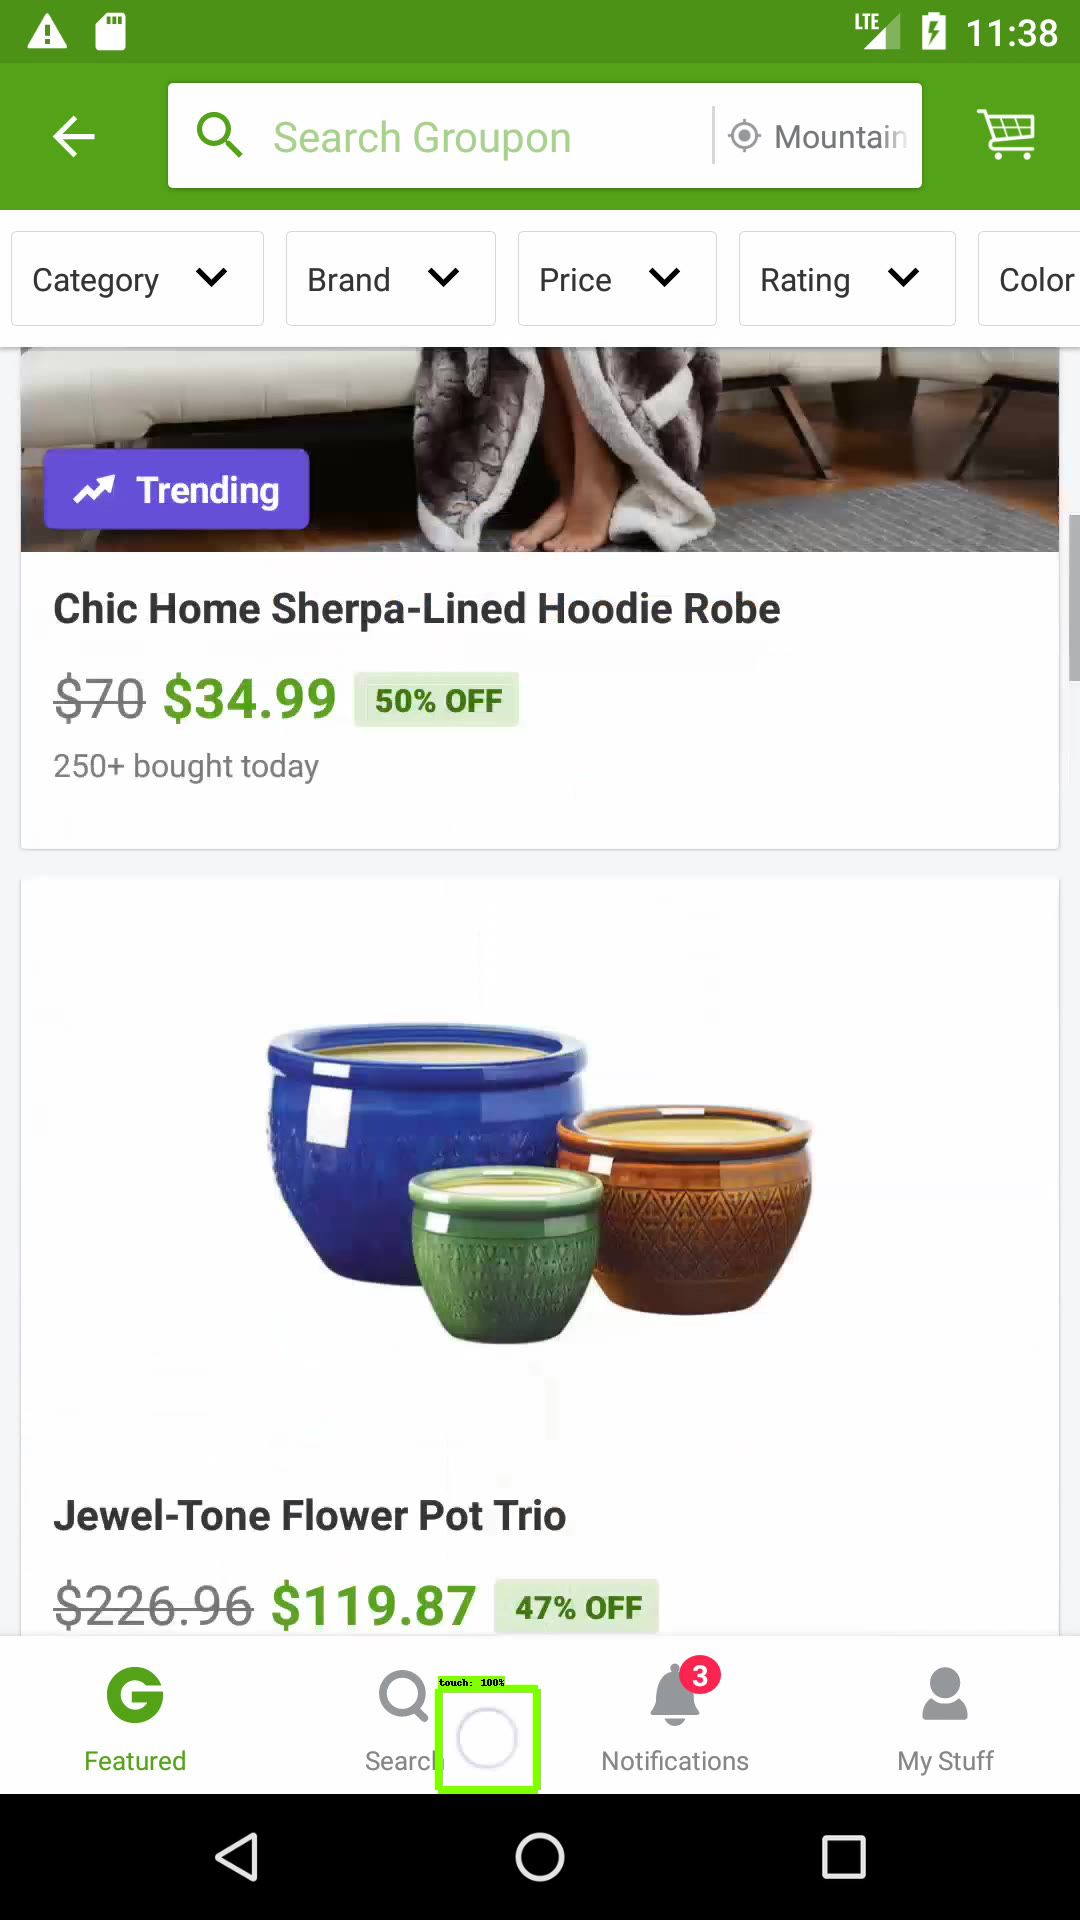 LTE 11:38
Search Groupon Mountain
Category Brand Price Rating Color
Trending
Chic Home Sherpa-Lined Hoodie Robe
$70 $34.99 50% OFF
250+ bought today
Jewel-Tone Flower Pot Trio
$226.96 $119.87 47% OFF
G
3
touch: 100%
Featured Search Notifications My Stuff